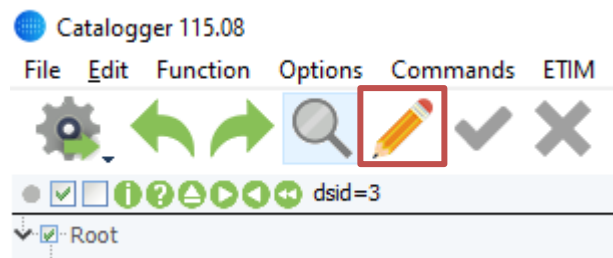 Catalogger 115.08
File Edit Function Options Commands ETIM
dsid=3
Root